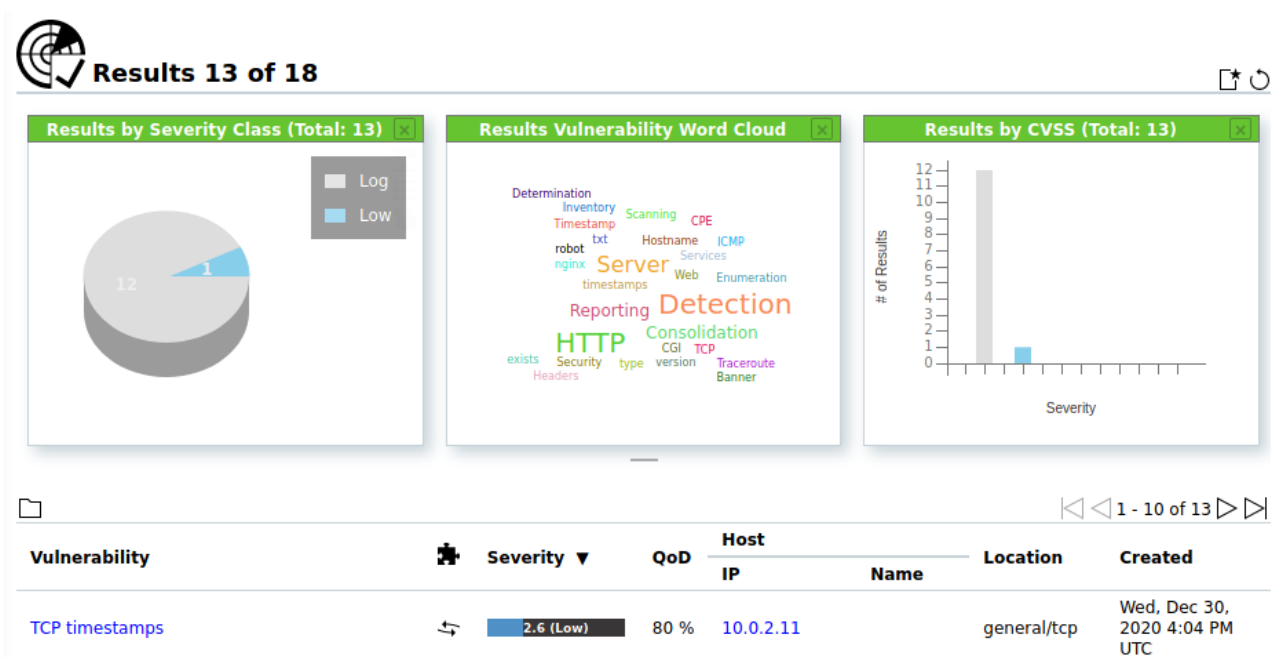 Results 13 of 18
Results by Severity Class (Total: 13)
Log
Low
12
1
Results Vulnerability Word Cloud
Determination
Inventory
Scanning
Timestamp
CPE
txt
Hostname
ICMP
robot
Services
nginx
Server
Web
Enumeration
timestamps
Reporting
Detection
HTTP
Consolidation
CGI
TCP
exists
Security
type
version
Traceroute
Headers
Banner
Results by CVSS (Total: 13)
12
11
10
9
8
7
6
5
4
3
2
1
0
# of Results
Severity
1 - 10 of 13
Vulnerability
Severity ▼
QoD
Host
IP
Name
Location
Created
TCP timestamps
2.6 (Low)
80 %
10.0.2.11
general/tcp
Wed, Dec 30,
2020 4:04 PM
UTC